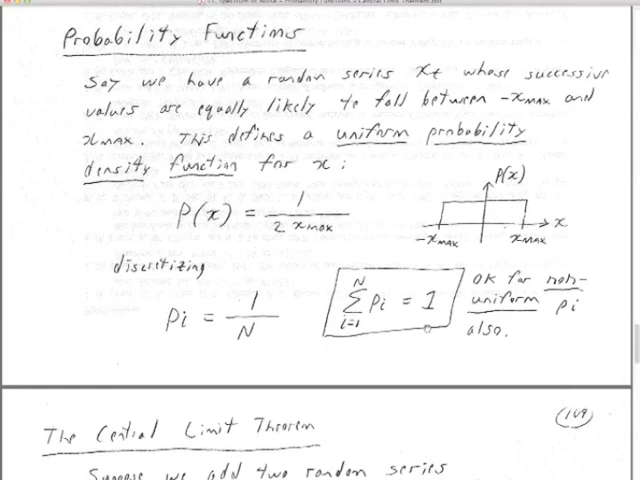 Probability Functions
Say we have a random series xt whose successive
values are equally likely to fall between -xMAX and
xMAX. This defines a uniform probability
density function for x:
P(x) = 1 / 2 xMAX
P(x)
-xMAX xMAX x
discretizing
Pi = 1 / N
N Σ i=1 Pi = 1
OK for non-
uniform Pi
also.
(169)
The Central Limit Theorem
Suppose we add two random series